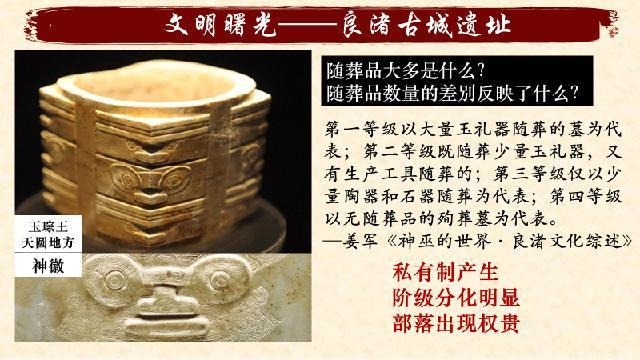 文明曙光——良渚古城遗址
随葬品大多是什么?
随葬品数量的差别反映了什么?
第一等级以大量玉礼器随葬的墓为代
表；第二等级既随葬少量玉礼器，又
有生产工具随葬的；第三等级仅以少
量陶器和石器随葬为代表；第四等级
以无随葬品的殉葬墓为代表。
—姜军《神巫的世界·良渚文化综述》
玉琮王
天圆地方
神徽
私有制产生
阶级分化明显
部落出现权贵